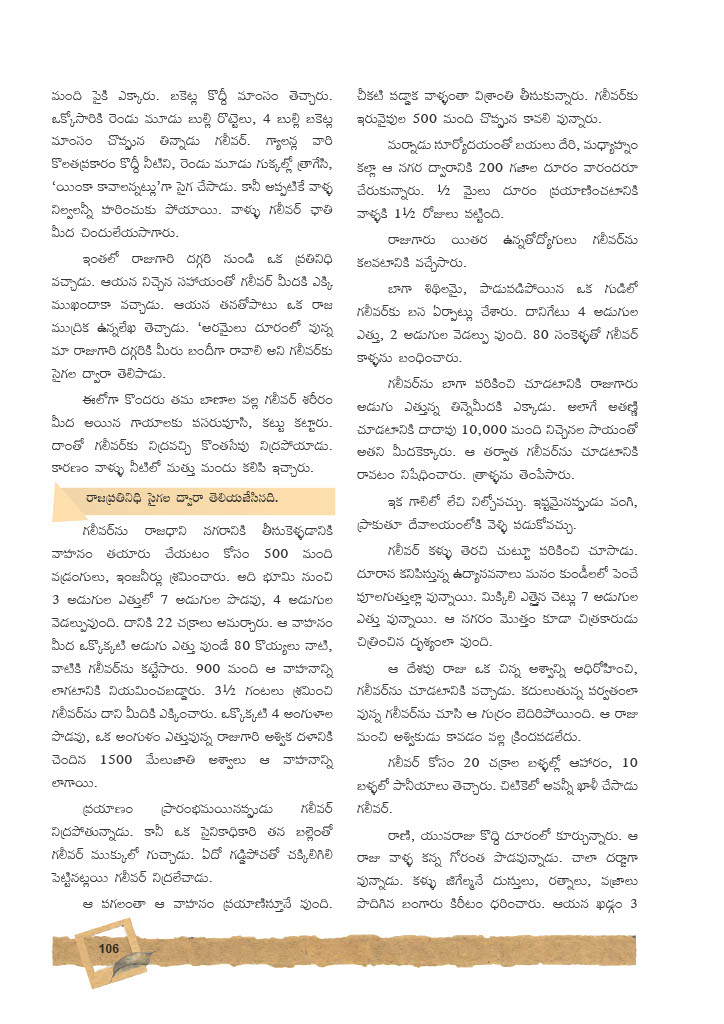 మంది పైకి ఎక్కారు. బకెట్ల కొద్దీ మాంసం తెచ్చారు.
ఒక్కోసారికి రెండు మూడు బుల్లి రొట్టెలు, 4 బుల్లి బకెట్ల
మాంసం చొప్పున తిన్నాడు గలీవర్. గ్యాలన్ల వారి
కొలతప్రకారం కొద్దీ నీటిని, రెండు మూడు గుక్కల్లో త్రాగేసి,
‘యింకా కావాలన్నట్లు’గా సైగ చేసాడు. కానీ అప్పటికే వాళ్ళ
నిల్వలన్నీ హరించుకు పోయాయి. వాళ్ళు గలీవర్ ఛాతి
మీద చిందులేయసాగారు.
ఇంతలో రాజుగారి దగ్గరి నుండి ఒక ప్రతినిధి
వచ్చాడు. ఆయన నిచ్చెన సహాయంతో గలీవర్ మీదకి ఎక్కి
ముఖందాకా వచ్చాడు. ఆయన తనతోపాటు ఒక రాజ
ముద్రిక ఉన్నలేఖ తెచ్చాడు. ‘అరమైలు దూరంలో వున్న
మా రాజుగారి దగ్గరికి మీరు బందీగా రావాలి అని గలీవర్‌కు
సైగల ద్వారా తెలిపాడు.
ఈలోగా కొందరు తమ బాణాల వల్ల గలీవర్ శరీరం
మీద అయిన గాయాలకు పసరుపూసి, కట్టు కట్టారు.
దాంతో గలీవర్‌కు నిద్రవచ్చి కొంతసేపు నిద్రపోయాడు.
కారణం వాళ్ళు నీటిలో మత్తు మందు కలిపి ఇచ్చారు.
రాజప్రతినిధి సైగల ద్వారా తెలియజేసినది.
గలీవర్‌ను రాజధాని నగరానికి తీసుకెళ్ళడానికి
వాహనం తయారు చేయటం కోసం 500 మంది
వడ్రంగులు, ఇంజనీర్లు శ్రమించారు. అది భూమి నుంచి
3 అడుగుల ఎత్తులో 7 అడుగుల పొడవు, 4 అడుగుల
వెడల్పువుంది. దానికి 22 చక్రాలు అమర్చారు. ఆ వాహనం
మీద ఒక్కొక్కటి అడుగు ఎత్తు వుండే 80 కొయ్యలు నాటి,
వాటికి గలీవర్‌ను కట్టేసారు. 900 మంది ఆ వాహనాన్ని
లాగటానికి నియమించబడ్డారు. 3½ గంటలు శ్రమించి
గలీవర్‌ను దాని మీదికి ఎక్కించారు. ఒక్కొక్కటి 4 అంగుళాల
పొడవు, ఒక అంగుళం ఎత్తువున్న రాజుగారి అశ్విక దళానికి
చెందిన 1500 మేలుజాతి అశ్వాలు ఆ వాహనాన్ని
లాగాయి.
ప్రయాణం ప్రారంభమయినప్పుడు గలీవర్
నిద్రపోతున్నాడు. కానీ ఒక సైనికాధికారి తన బల్లెంతో
గలీవర్ ముక్కులో గుచ్చాడు. ఏదో గడ్డిపోచతో చక్కిలిగిలి
పెట్టినట్లయి గలీవర్ నిద్రలేచాడు.
ఆ పగలంతా ఆ వాహనం ప్రయాణిస్తూనే వుంది.
చీకటి పడ్డాక వాళ్ళంతా విశ్రాంతి తీసుకున్నారు. గలీవర్‌కు
ఇరువైపుల 500 మంది చొప్పున కావలి వున్నారు.
మర్నాడు సూర్యోదయంతో బయలు దేరి, మధ్యాహ్నం
కల్లా ఆ నగర ద్వారానికి 200 గజాల దూరం వారందరూ
చేరుకున్నారు. ½ మైలు దూరం ప్రయాణించటానికి
వాళ్ళకి 1½ రోజులు పట్టింది.
రాజుగారు యితర ఉన్నతోద్యోగులు గలీవర్‌ను
కలవటానికి వచ్చేసారు.
బాగా శిథిలమై, పాడుపడిపోయిన ఒక గుడిలో
గలీవర్‌కు బస ఏర్పాట్లు చేశారు. దానిగేటు 4 అడుగుల
ఎత్తు, 2 అడుగుల వెడల్పు వుంది. 80 సంకెళ్ళతో గలీవర్
కాళ్ళను బంధించారు.
గలీవర్‌ను బాగా పరికించి చూడటానికి రాజుగారు
అడుగు ఎత్తున్న తిన్నెమీదకి ఎక్కాడు. అలాగే అతణ్ణి
చూడటానికి దాదావు 10,000 మంది నిచ్చెనల సాయంతో
అతని మీదకెక్కారు. ఆ తర్వాత గలీవర్‌ను చూడటానికి
రావటం నిషేధించారు. త్రాళ్ళను తెంపేసారు.
ఇక గాలిలో లేచి నిల్చోవచ్చు. ఇష్టమైనప్పుడు వంగి,
ప్రాకుతూ దేవాలయంలోకి వెళ్ళి పడుకోవచ్చు.
గలీవర్ కళ్ళు తెరచి చుట్టూ పరికించి చూసాడు.
దూరాన కనిపిస్తున్న ఉద్యానవనాలు మనం కుండీలలో పెంచే
పూలగుత్తుల్లా వున్నాయి. మిక్కిలి ఎత్తైన చెట్లు 7 అడుగుల
ఎత్తు వున్నాయి. ఆ నగరం మొత్తం కూడా చిత్రకారుడు
చిత్రించిన దృశ్యంలా వుంది.
ఆ దేశపు రాజు ఒక చిన్న అశ్వాన్ని అధిరోహించి,
గలీవర్‌ను చూడటానికి వచ్చాడు. కదులుతున్న పర్వతంలా
వున్న గలీవర్‌ను చూసి ఆ గుర్రం బెదిరిపోయింది. ఆ రాజు
మంచి అశ్వికుడు కావడం వల్ల క్రిందపడలేదు.
గలీవర్ కోసం 20 చక్రాల బళ్ళల్లో ఆహారం, 10
బళ్ళలో పానీయాలు తెచ్చారు. చిటికెలో అవన్నీ ఖాళీ చేసాడు
గలీవర్.
రాణి, యువరాజు కొద్ది దూరంలో కూర్చున్నారు. ఆ
రాజు వాళ్ళ కన్న గోరంత పొడవున్నాడు. చాలా దర్జాగా
వున్నాడు. కళ్ళు జిగేల్మనే దుస్తులు, రత్నాలు, వజ్రాలు
పొదిగిన బంగారు కిరీటం ధరించారు. ఆయన ఖడ్గం 3
106